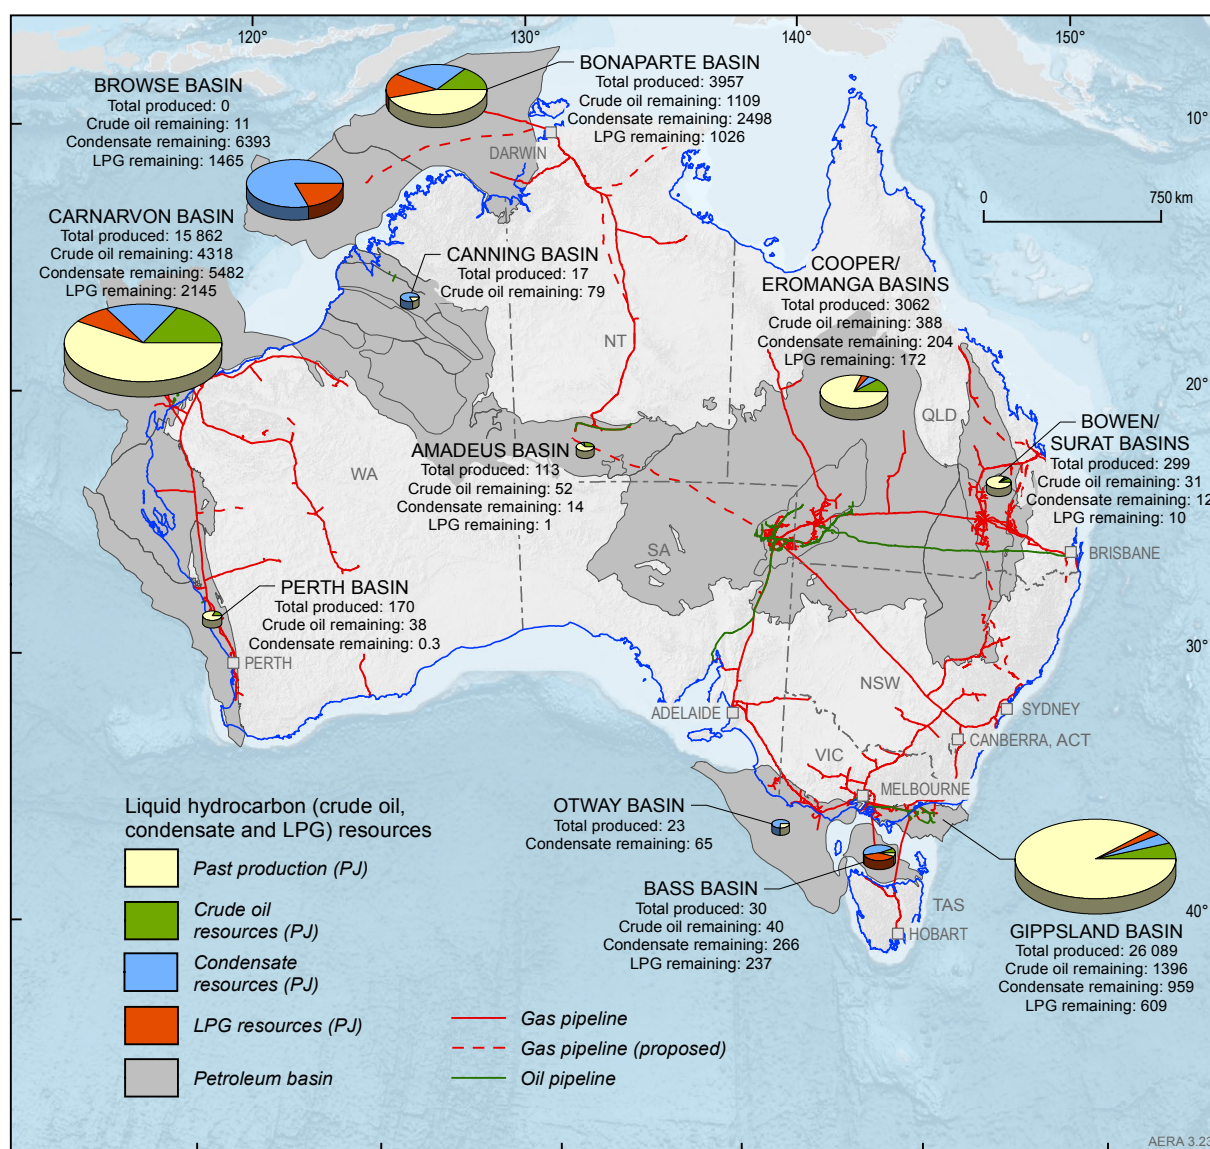 120°
130°
140°
150°
BROWSE BASIN
Total produced: 0
Crude oil remaining: 11
Condensate remaining: 6393
LPG remaining: 1465
BONAPARTE BASIN
Total produced: 3957
Crude oil remaining: 1109
Condensate remaining: 2498
LPG remaining: 1026
10°
DARWIN
0
750 km
CARNARVON BASIN
Total produced: 15 862
Crude oil remaining: 4318
Condensate remaining: 5482
LPG remaining: 2145
CANNING BASIN
Total produced: 17
Crude oil remaining: 79
COOPER/
EROMANGA BASINS
Total produced: 3062
Crude oil remaining: 388
Condensate remaining: 204
LPG remaining: 172
NT
20°
QLD
BOWEN/
SURAT BASINS
Total produced: 299
Crude oil remaining: 31
Condensate remaining: 12
LPG remaining: 10
AMADEUS BASIN
Total produced: 113
Crude oil remaining: 52
Condensate remaining: 14
LPG remaining: 1
WA
SA
BRISBANE
PERTH BASIN
Total produced: 170
Crude oil remaining: 38
Condensate remaining: 0.3
PERTH
30°
NSW
ADELAIDE
SYDNEY
CANBERRA, ACT
VIC
MELBOURNE
OTWAY BASIN
Total produced: 23
Condensate remaining: 65
BASS BASIN
Total produced: 30
Crude oil remaining: 40
Condensate remaining: 266
LPG remaining: 237
TAS
HOBART
40°
GIPPSLAND BASIN
Total produced: 26 089
Crude oil remaining: 1396
Condensate remaining: 959
LPG remaining: 609
Liquid hydrocarbon (crude oil,
condensate and LPG) resources
Past production (PJ)
Crude oil
resources (PJ)
Condensate
resources (PJ)
LPG resources (PJ)
Petroleum basin
Gas pipeline
Gas pipeline (proposed)
Oil pipeline
AERA 3.23